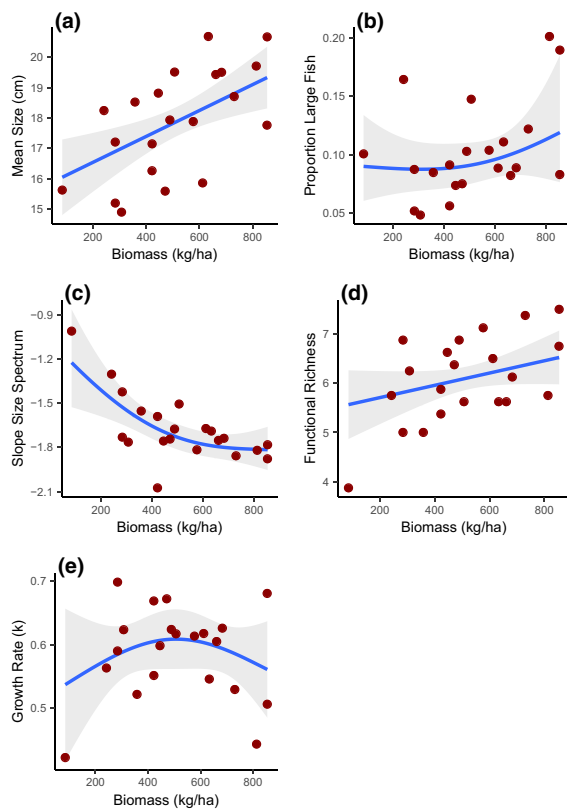 (a)
Mean Size (cm)
21
20
19
18
17
16
15
200 400 600 800
Biomass (kg/ha)
(b)
Proportion Large Fish
0.20
0.15
0.10
0.05
200 400 600 800
Biomass (kg/ha)
(c)
Slope Size Spectrum
−0.9
−1.2
−1.5
−1.8
−2.1
200 400 600 800
Biomass (kg/ha)
(d)
Functional Richness
7
6
5
4
200 400 600 800
Biomass (kg/ha)
(e)
Growth Rate (k)
0.7
0.6
0.5
200 400 600 800
Biomass (kg/ha)